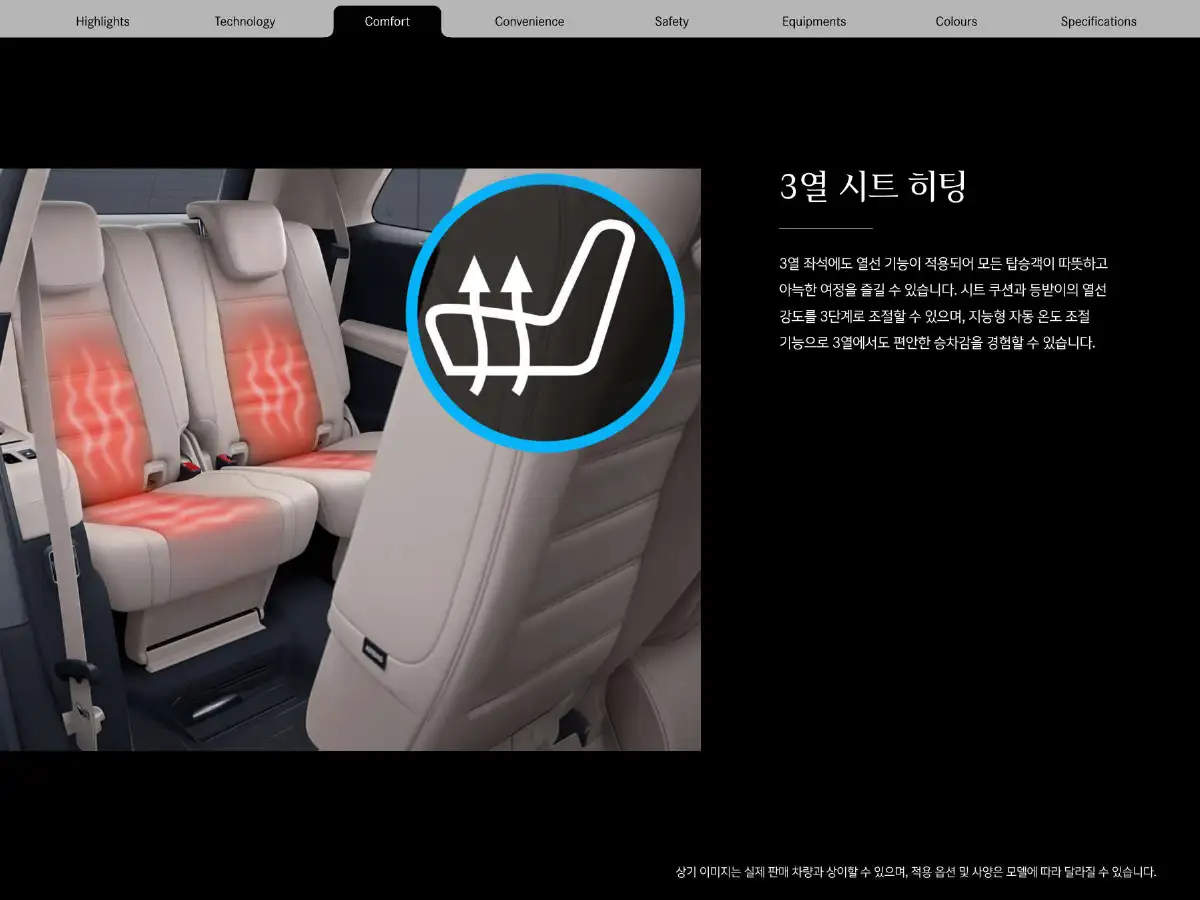 Highlights
Technology
Comfort
Convenience
Safety
Equipments
Colours
Specifications
3열 시트 히팅
3열 좌석에도 열선 기능이 적용되어 모든 탑승객이 따뜻하고
아늑한 여정을 즐길 수 있습니다. 시트 쿠션과 등받이의 열선
강도를 3단계로 조절할 수 있으며, 지능형 자동 온도 조절
기능으로 3열에서도 편안한 승차감을 경험할 수 있습니다.
상기 이미지는 실제 판매 차량과 상이할 수 있으며, 적용 옵션 및 사양은 모델에 따라 달라질 수 있습니다.